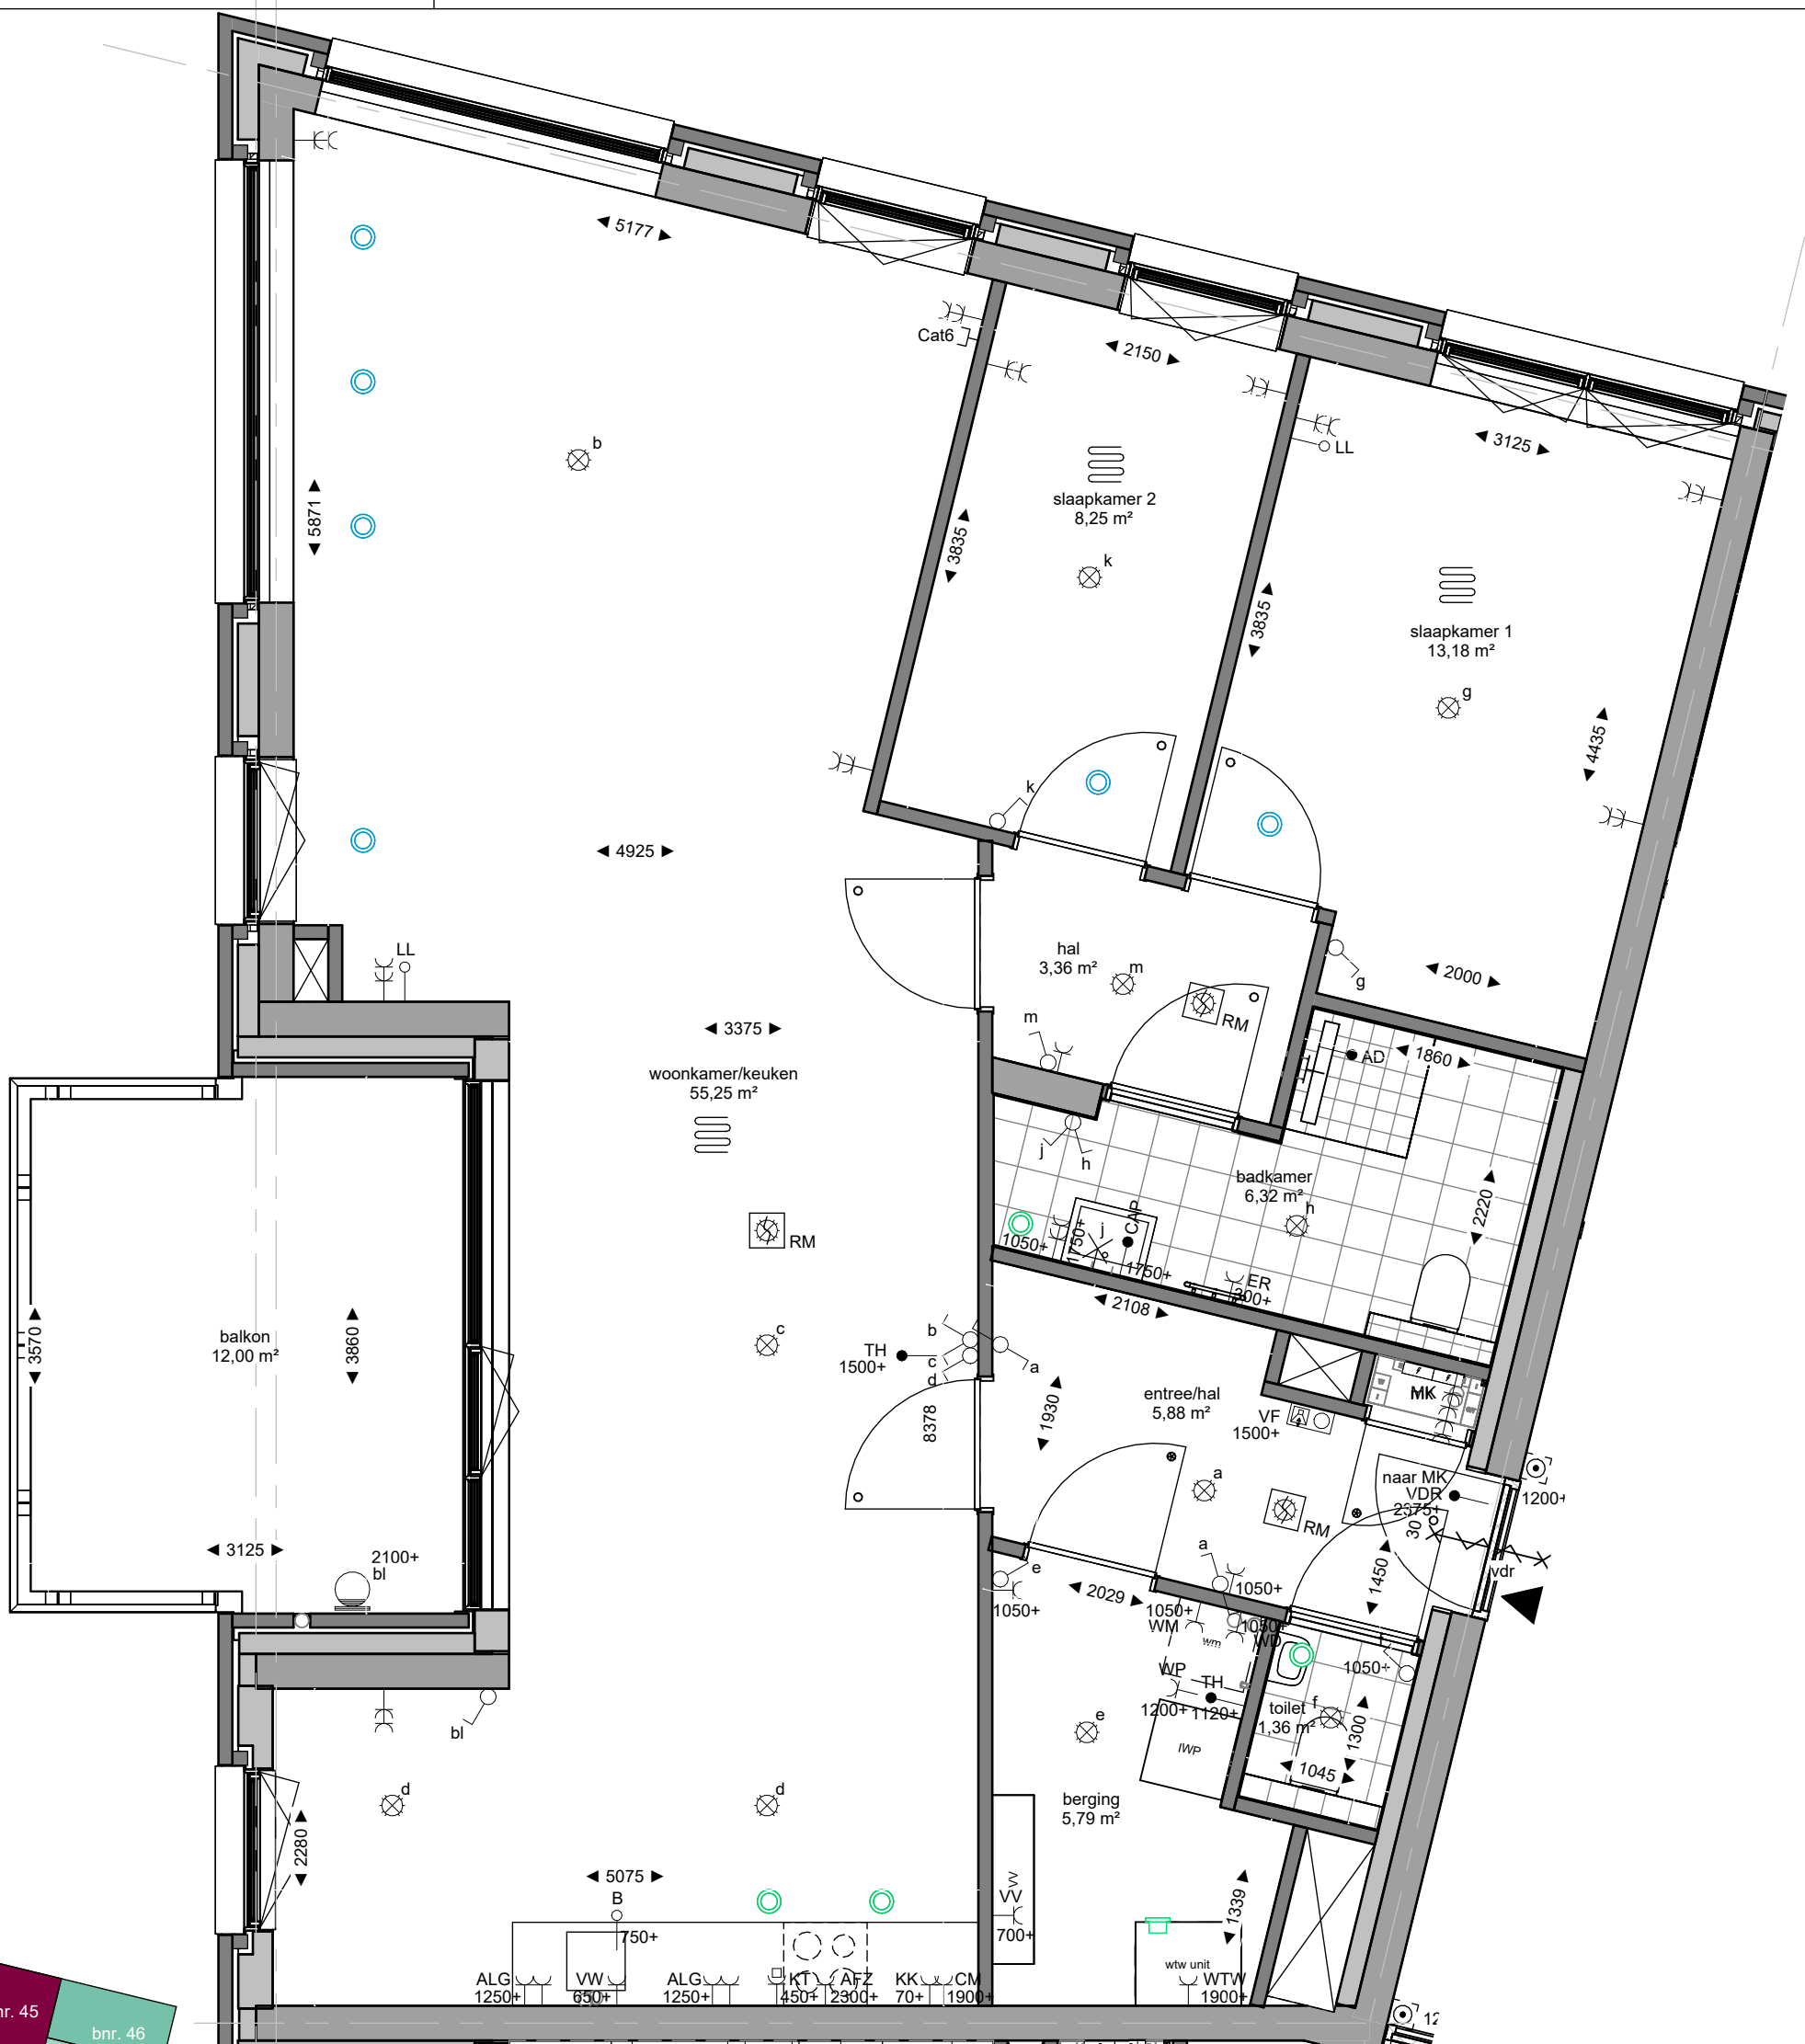 5177
Cat6
2150
LL
3125
b
5871
slaapkamer 2
8,25 m²
3835
k
3835
slaapkamer 1
13,18 m²
g
4435
k
4925
LL
hal
3,36 m²
m
g
2000
m
RM
3375
AD
1860
woonkamer/keuken
55,25 m²
j
h
badkamer
6,32 m²
2220
h
CAP
j
1050+
1750+
1750+
RM
ER
300+
2108
3570
balkon
12,00 m²
3860
c
TH
1500+
b
c
d
a
8378
1930
entree/hal
5,88 m²
VF
1500+
MK
a
naar MK
VDR
2375+
1200+
30
RM
3125
2100+
bl
a
e
1450
vdr
2029
1050+
1050+
1050+
WM
wm
1050+
WD
1050+
WP
TH
1200+
1120+
toilet
1,36 m²
f
1300
bl
e
IWP
1045
d
d
berging
5,79 m²
2280
5075
B
750+
VV
700+
1339
wtw unit
ALG
1250+
VW
650+
ALG
1250+
KT
450+
AFZ
2300+
KK
70+
CM
1900+
WTW
1900+
nr. 45
bnr. 46
12